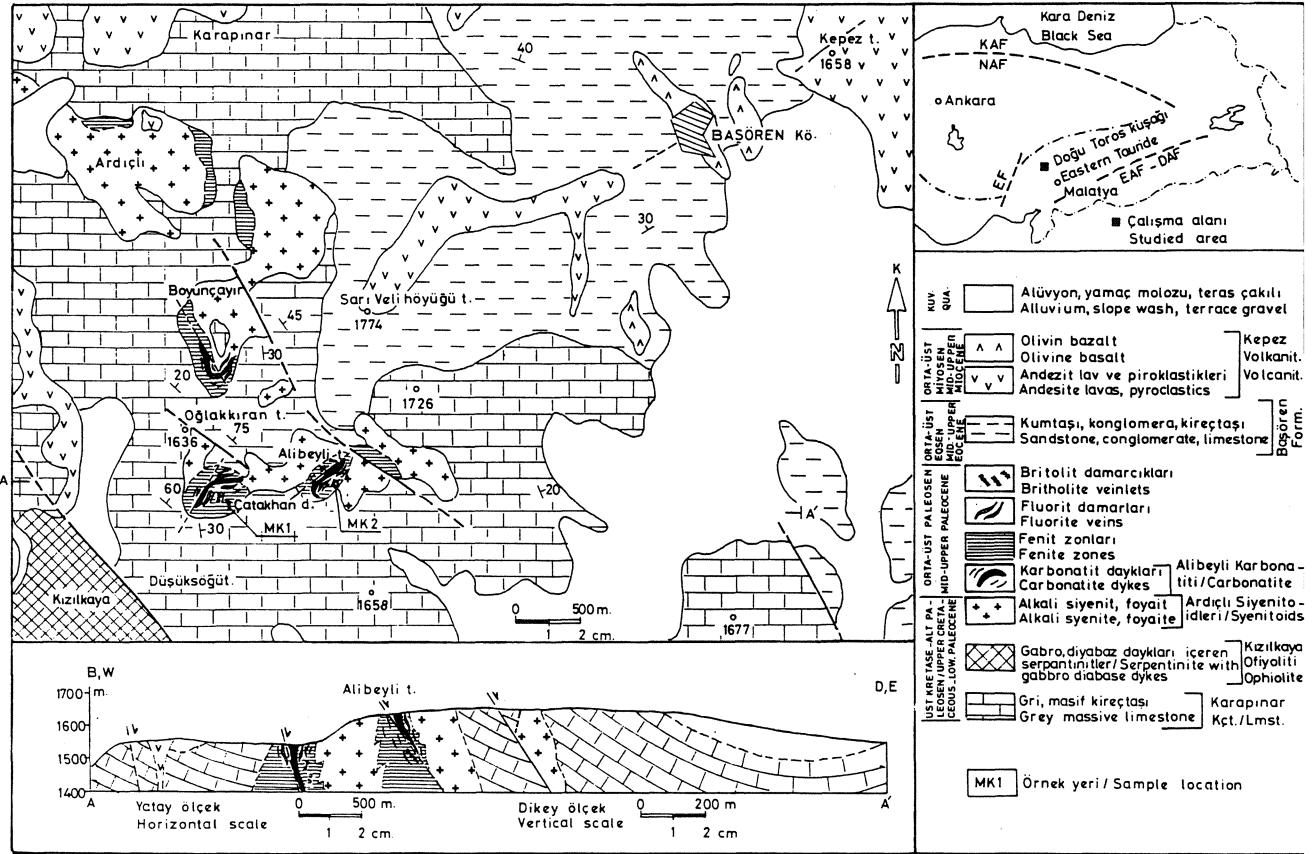 Karapınar
40
Kepez t.
1658
BAŞÖREN Kö.
Ardıçlı
30
Boyunçayır
Sarı Veli höyüğü t.
1774
45
30
20
1726
Oğlakkıran t.
1636
75
Alibeyli t.
A
60
Çatakhan d.
20
A'
30
MK1
MK2
Düşüksöğüt.
Kızılkaya
1658
0 500 m.
1 2 cm.
1677
K
N
B,W
D,E
1700 m.
1600
1500
1400
Alibeyli t.
A
A'
Yatay ölçek
Horizontal scale
0 500 m.
1 2 cm.
Dikey ölçek
Vertical scale
0 200 m
1 2 cm.
Kara Deniz
Black Sea
KAF
NAF
Ankara
Doğu Toros kuşağı
Eastern Tauride
EF
Malatya
EAF - DAF
Çalışma alanı
Studied area
KUV.
QUA.
Alüvyon, yamaç molozu, teras çakılı
Alluvium, slope wash, terrace gravel
ORTA-ÜST
MİYOSEN
MID-UPPER
MIOCENE
Olivin bazalt
Olivine basalt
Andezit lav ve piroklastikleri
Andesite lavas, pyroclastics
Kepez
Volkanit.
Volcanit.
ORTA-ÜST
EOSEN
MID-UPPER
EOCENE
Kumtaşı, konglomera, kireçtaşı
Sandstone, conglomerate, limestone
Başören
Form.
ORTA-ÜST PALEOSEN
MID-UPPER PALEOCENE
Britolit damarcıkları
Britholite veinlets
Fluorit damarları
Fluorite veins
Fenit zonları
Fenite zones
Karbonatit daykları
Carbonatite dykes
Alibeyli Karbona-
titi/Carbonatite
ÜST KRETASE-ALT PA-
LEOSEN/UPPER CRETA-
CEOUS-LOW. PALEOCENE
Alkali siyenit, foyait
Alkali syenite, foyaite
Ardıçlı Siyenito-
idleri/Syenitoids
Gabro, diyabaz daykları içeren
serpantinitler/Serpentinite with
gabbro diabase dykes
Kızılkaya
Ofiyoliti
Ophiolite
Gri, masif kireçtaşı
Grey massive limestone
Karapınar
Kçt./Lmst.
MK1 Örnek yeri / Sample location